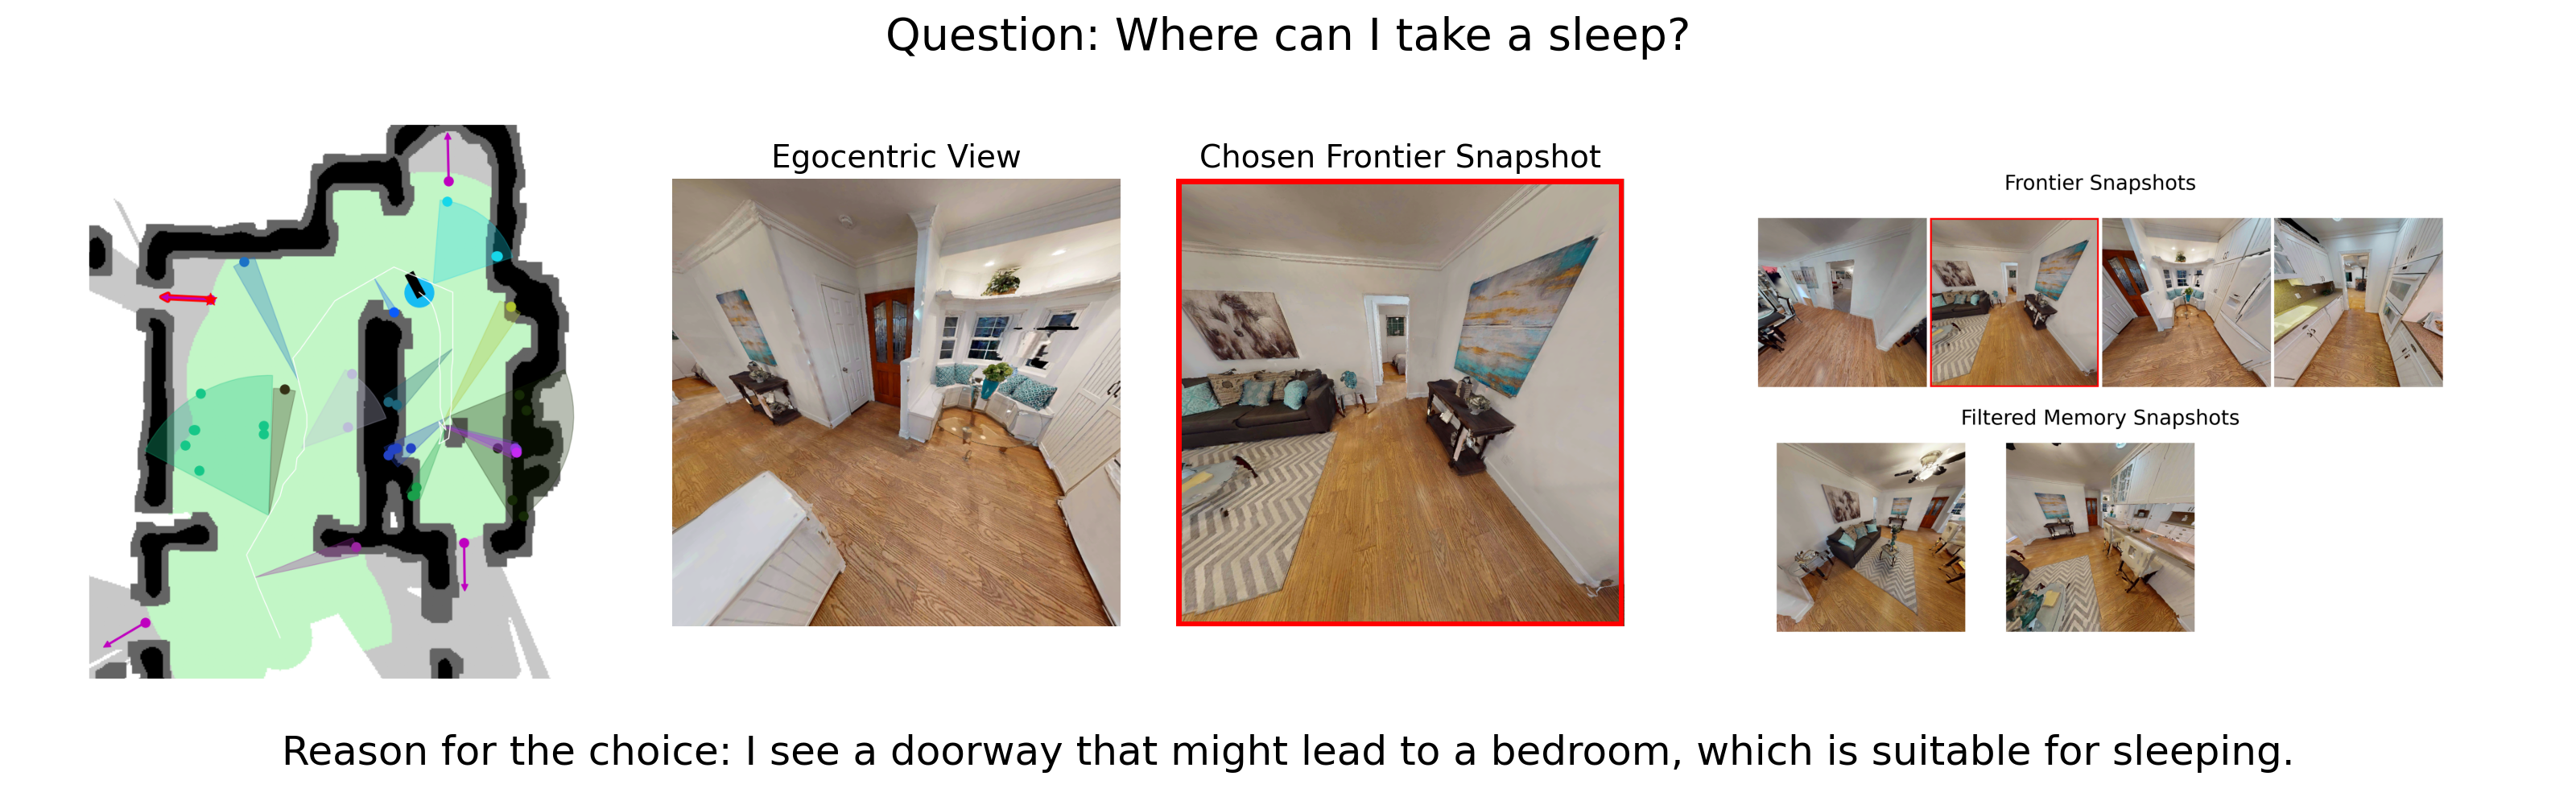 Question: Where can I take a sleep?
Egocentric View
Chosen Frontier Snapshot
Frontier Snapshots
Filtered Memory Snapshots
Reason for the choice: I see a doorway that might lead to a bedroom, which is suitable for sleeping.